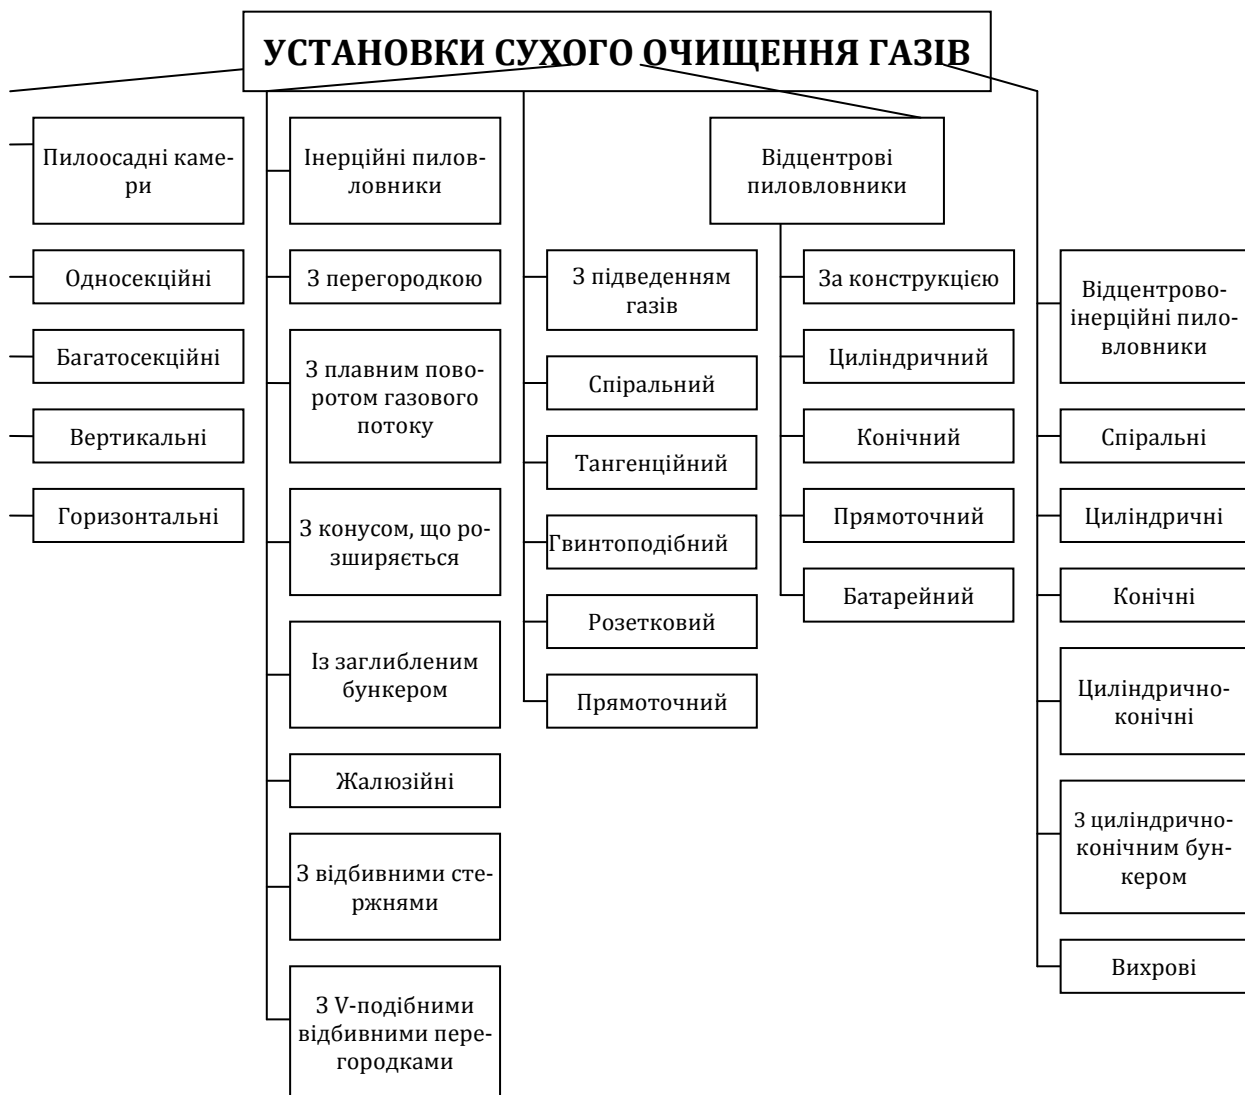 УСТАНОВКИ СУХОГО ОЧИЩЕННЯ ГАЗІВ
Пилоосадні каме-
ри
Односекційні
Багатосекційні
Вертикальні
Горизонтальні
Інерційні пилов-
ловники
З перегородкою
З плавним пово-
ротом газового
потоку
З конусом, що ро-
зширяється
Із заглибленим
бункером
Жалюзійні
З відбивними сте-
ржнями
З V-подібними
відбивними пере-
городками
З підведенням
газів
Спіральний
Тангенційний
Гвинтоподібний
Розетковий
Прямоточний
Відцентрові
пиловловники
За конструкцією
Циліндричний
Конічний
Прямоточний
Батарейний
Відцентрово-
інерційні пило-
вловники
Спіральні
Циліндричні
Конічні
Циліндрично-
конічні
З циліндрично-
конічним бун-
кером
Вихрові